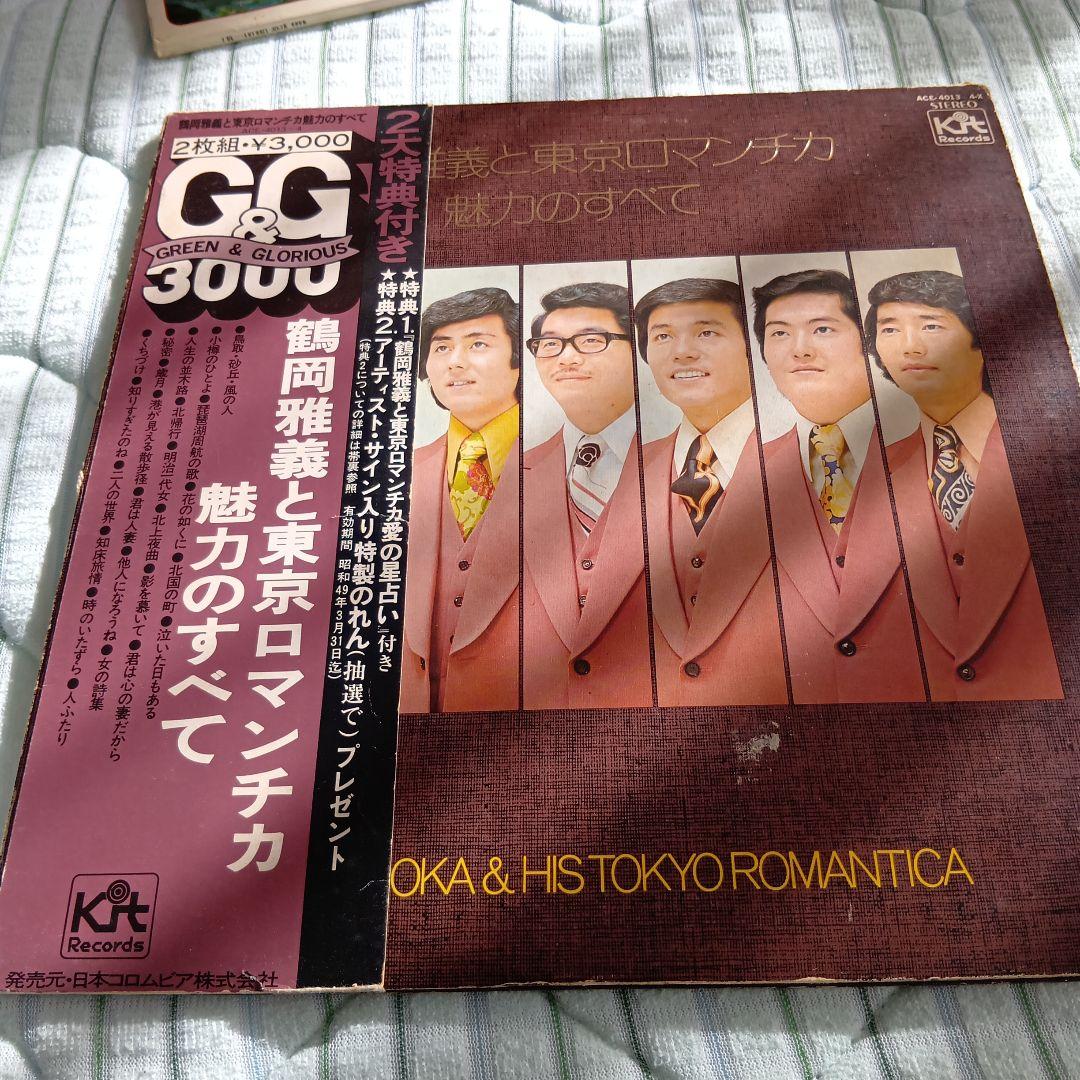 鶴岡雅義と東京ロマンチカ魅力のすべて
ACE-4013~4
2枚組・¥3,000
G&G
GREEN & GLORIOUS
3000
鶴岡雅義と東京ロマンチカ
魅力のすべて
●鳥取・砂丘・風の人
●小樽のひとよ●琵琶湖周航の歌●花の如くに●北国の町●泣いた日もある
●人生の並木路●北帰行●明治一代女●北上夜曲●影を慕いて●君は心の妻だから
●秘密●歳月●港が見える散歩径●君は人妻●他人になろうね●女の詩集
●くちづけ●知りすぎたのね●二人の世界●知床旅情●時のいたずら●人ふたり
Kit
Records
発売元・日本コロムビア株式会社
2大特典付き
★特典1.『鶴岡雅義と東京ロマンチカ愛の星占い』付き
★特典2.アーティスト・サイン入り特製のれん(抽選で)プレゼント
(特典2についての詳細は帯裏参照 有効期間 昭和49年3月31日迄)
ACE-4013 4-Z
STEREO
Kit
Records
義と東京ロマンチカ
魅力のすべて
OKA & HIS TOKYO ROMANTICA